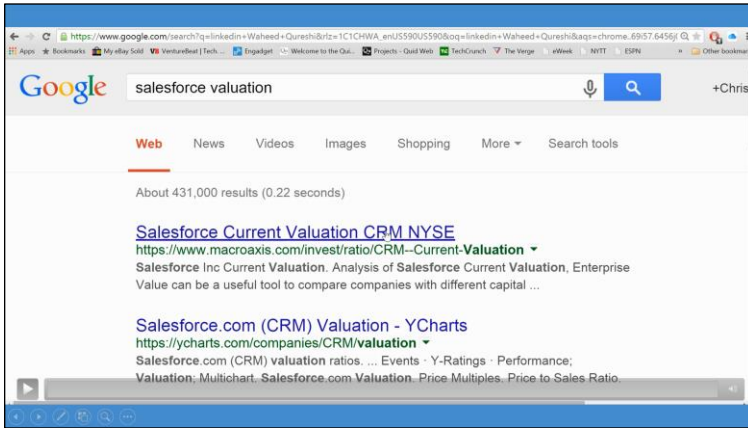 https://www.google.com/search?q=linkedin+Waheed+Qureshi&rlz=1C1CHWA_enUS590US590&oq=linkedin+Waheed+Qureshi&aqs=chrome..69i57.6456j
Apps Bookmarks My eBay Sold VentureBeat | Tech ... Engadget Welcome to the Qui... Projects - Quid Web TechCrunch The Verge eWeek NYTT ESPN » Other bookmar
Google salesforce valuation +Chris
Web News Videos Images Shopping More Search tools
About 431,000 results (0.22 seconds)
Salesforce Current Valuation CRM NYSE
https://www.macroaxis.com/invest/ratio/CRM--Current-Valuation
Salesforce Inc Current Valuation. Analysis of Salesforce Current Valuation, Enterprise
Value can be a useful tool to compare companies with different capital ...
Salesforce.com (CRM) Valuation - YCharts
https://ycharts.com/companies/CRM/valuation
Salesforce.com (CRM) valuation ratios. ... Events · Y-Ratings · Performance;
Valuation; Multichart. Salesforce.com Valuation. Price Multiples. Price to Sales Ratio.